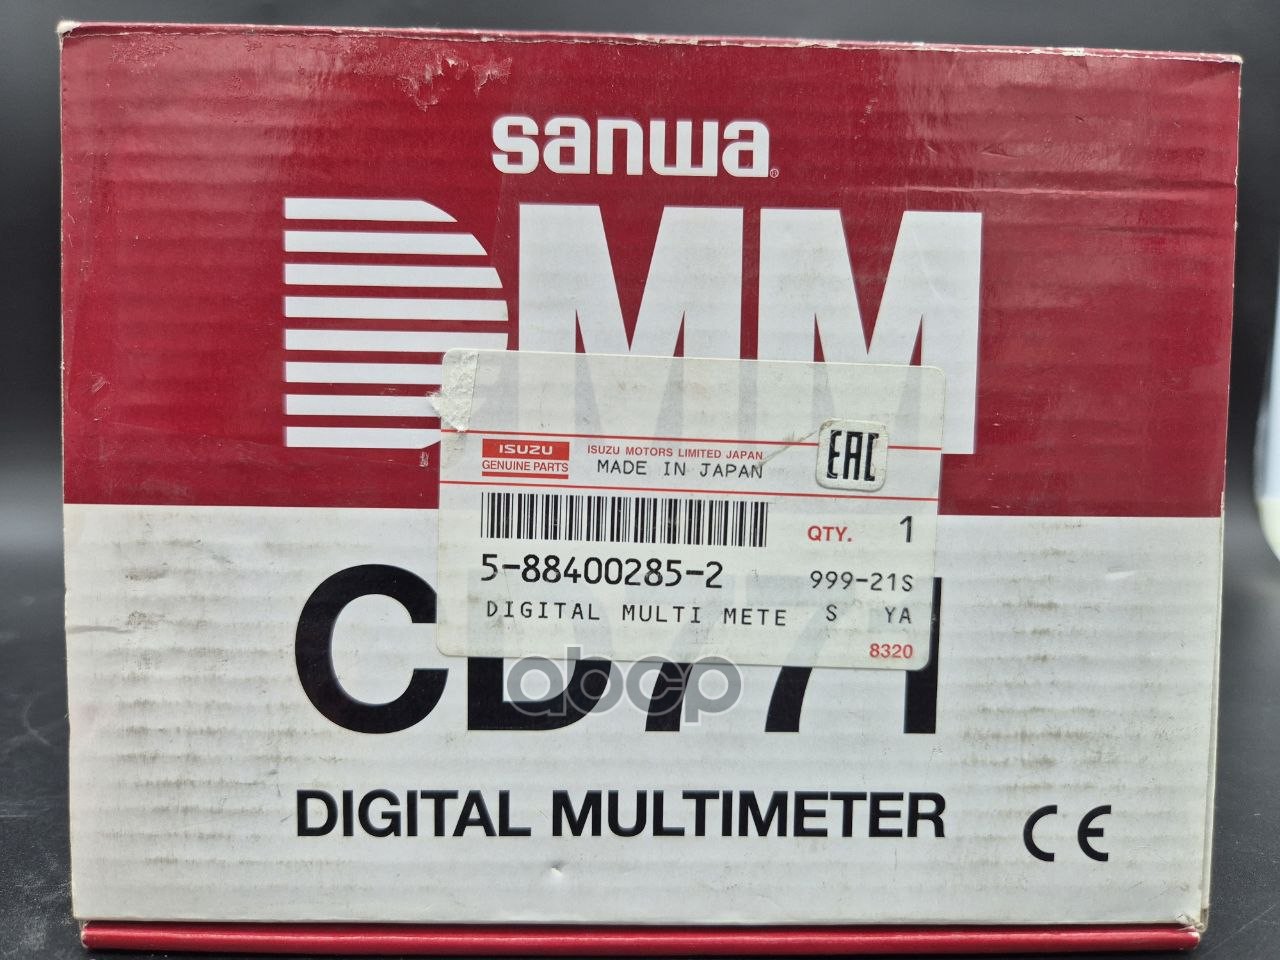 sanwa®
DMM
ISUZU
GENUINE PARTS
ISUZU MOTORS LIMITED JAPAN
MADE IN JAPAN
EAC
QTY. 1
5-88400285-2 999-21S
DIGITAL MULTI METE S YA
8320
CD771
abcp
DIGITAL MULTIMETER
CE